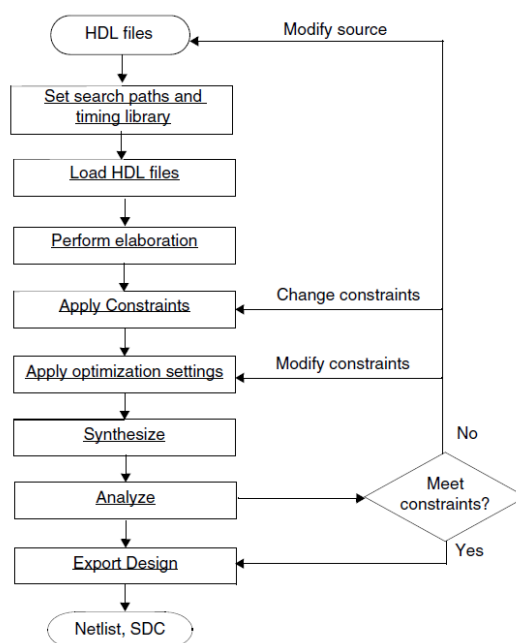 HDL files
Modify source
Set search paths and
timing library
Load HDL files
Perform elaboration
Apply Constraints
Change constraints
Apply optimization settings
Modify constraints
Synthesize
No
Analyze
Meet
constraints?
Yes
Export Design
Netlist, SDC